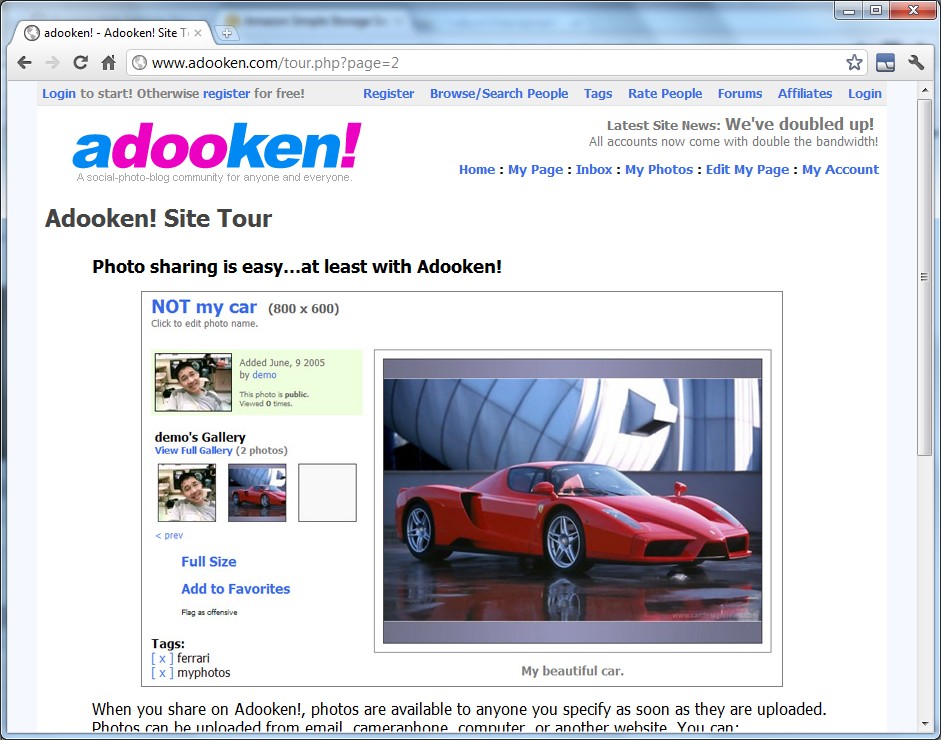 adooken! - Adooken! Site T
www.adooken.com/tour.php?page=2
Login to start! Otherwise register for free!
Register Browse/Search People Tags Rate People Forums Affiliates Login
adooken!
A social-photo-blog community for anyone and everyone.
Latest Site News: We've doubled up!
All accounts now come with double the bandwidth!
Home : My Page : Inbox : My Photos : Edit My Page : My Account
Adooken! Site Tour
Photo sharing is easy...at least with Adooken!
NOT my car (800 x 600)
Click to edit photo name.
Added June, 9 2005
by demo
This photo is public.
Viewed 0 times.
demo's Gallery
View Full Gallery (2 photos)
< prev
Full Size
Add to Favorites
Flag as offensive
Tags:
[ x ] ferrari
[ x ] myphotos
My beautiful car.
When you share on Adooken!, photos are available to anyone you specify as soon as they are uploaded.
Photos can be uploaded from email, cameraphone, computer, or another website. You can: